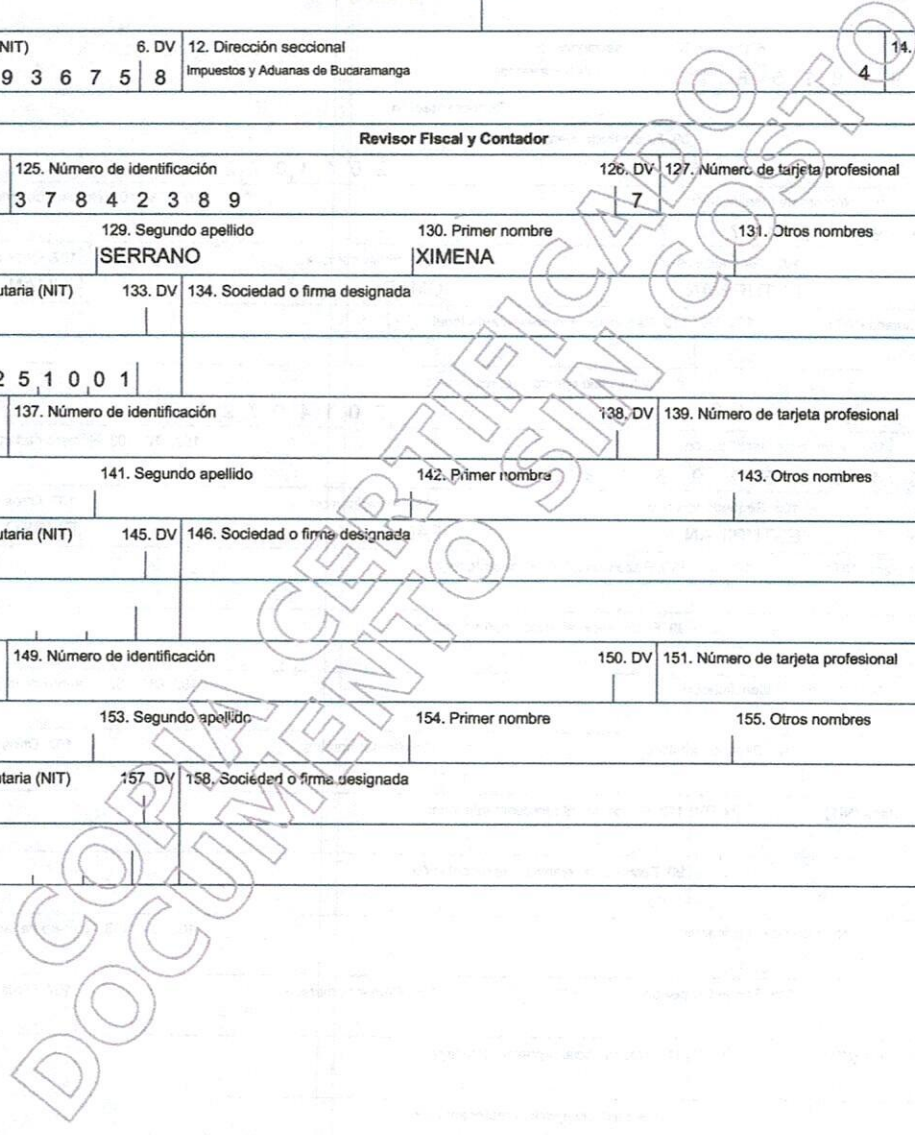 NIT) 6. DV 12. Dirección seccional 14.
9 3 6 7 5 8 Impuestos y Aduanas de Bucaramanga 4
Revisor Fiscal y Contador
125. Número de identificación 126. DV 127. Número de tarjeta profesional
3 7 8 4 2 3 8 9 7
129. Segundo apellido 130. Primer nombre 131. Otros nombres
SERRANO XIMENA
utaria (NIT) 133. DV 134. Sociedad o firma designada
2 5 1 0 0 1
137. Número de identificación 138. DV 139. Número de tarjeta profesional
141. Segundo apellido 142. Primer nombre 143. Otros nombres
utaria (NIT) 145. DV 146. Sociedad o firma designada
149. Número de identificación 150. DV 151. Número de tarjeta profesional
153. Segundo apellido 154. Primer nombre 155. Otros nombres
utaria (NIT) 157. DV 158. Sociedad o firma designada
COPIA CERTIFICADO
DOCUMENTO SIN COSTO